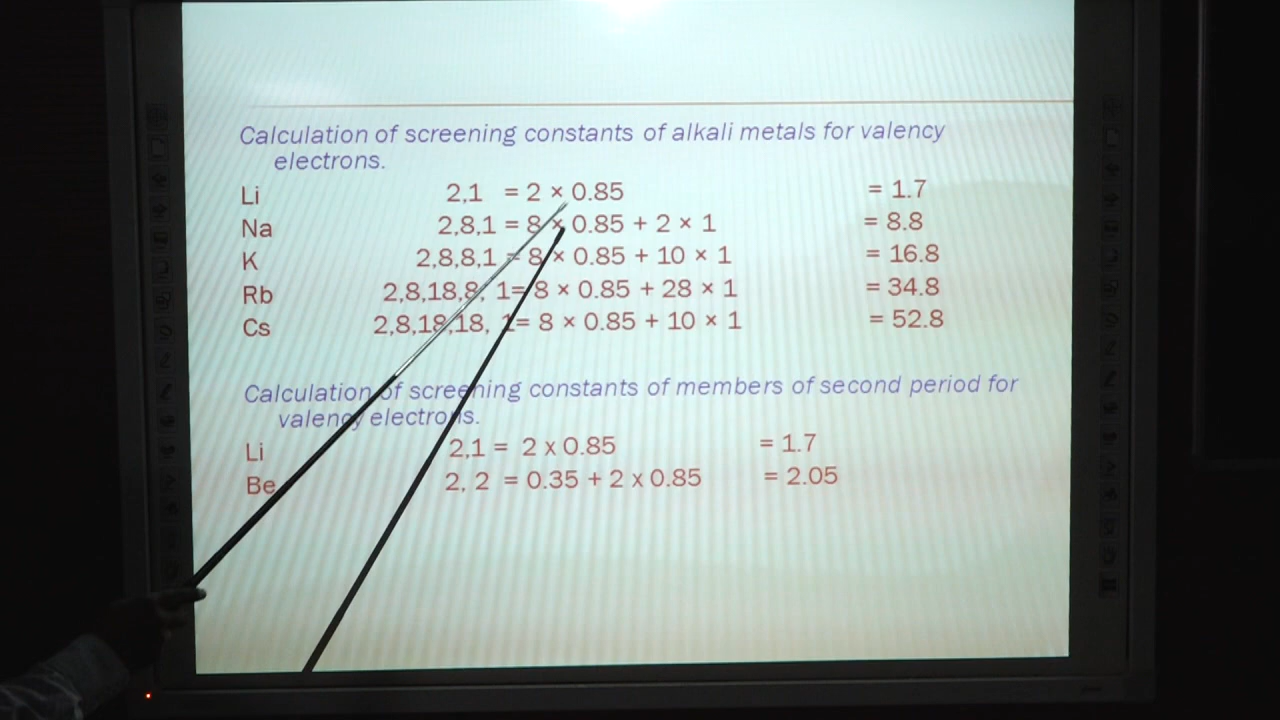 Calculation of screening constants of alkali metals for valency
electrons.
Li 2,1 = 2 × 0.85 = 1.7
Na 2,8,1 = 8 × 0.85 + 2 × 1 = 8.8
K 2,8,8,1 = 8 × 0.85 + 10 × 1 = 16.8
Rb 2,8,18,8, 1= 8 × 0.85 + 28 × 1 = 34.8
Cs 2,8,18,18, 1= 8 × 0.85 + 10 × 1 = 52.8
Calculation of screening constants of members of second period for
valency electrons.
Li 2,1 = 2 x 0.85 = 1.7
Be 2, 2 = 0.35 + 2 x 0.85 = 2.05